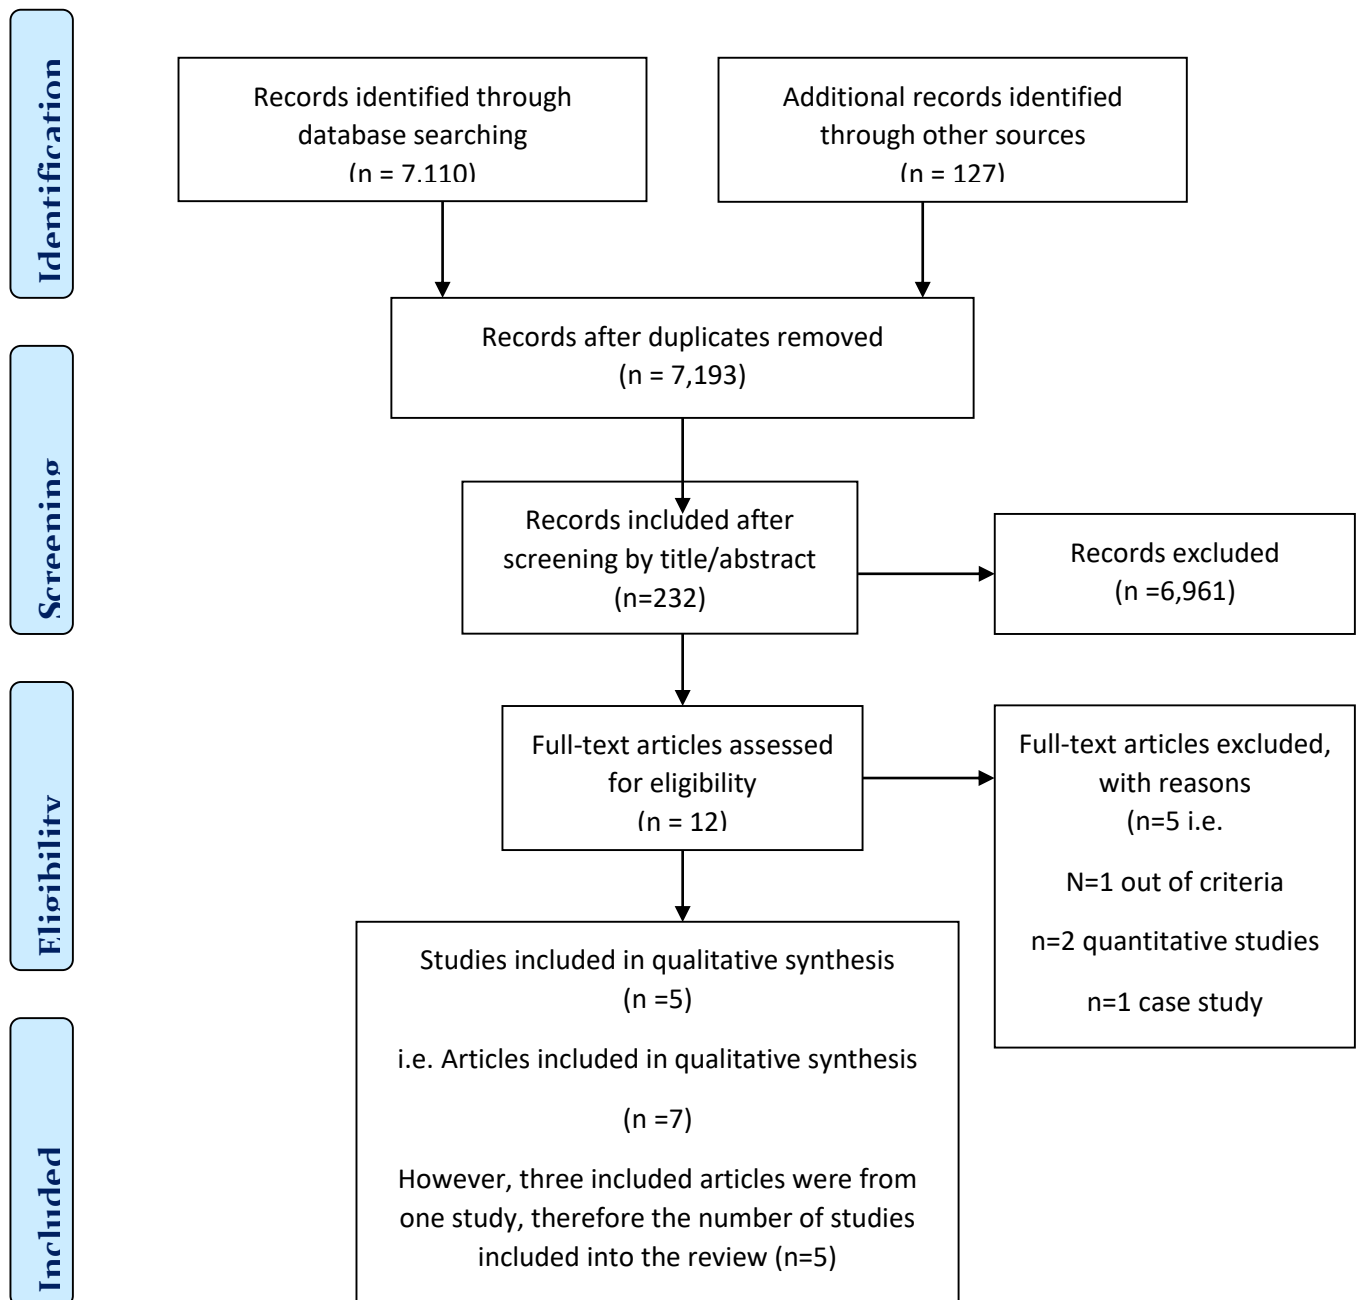 Identification
Records identified through
database searching
(n = 7,110)
Additional records identified
through other sources
(n = 127)
Records after duplicates removed
(n = 7,193)
Screening
Records included after
screening by title/abstract
(n=232)
Records excluded
(n =6,961)
Eligibility
Full-text articles assessed
for eligibility
(n = 12)
Full-text articles excluded,
with reasons
(n=5 i.e.
N=1 out of criteria
n=2 quantitative studies
n=1 case study
Included
Studies included in qualitative synthesis
(n =5)
i.e. Articles included in qualitative synthesis
(n =7)
However, three included articles were from
one study, therefore the number of studies
included into the review (n=5)